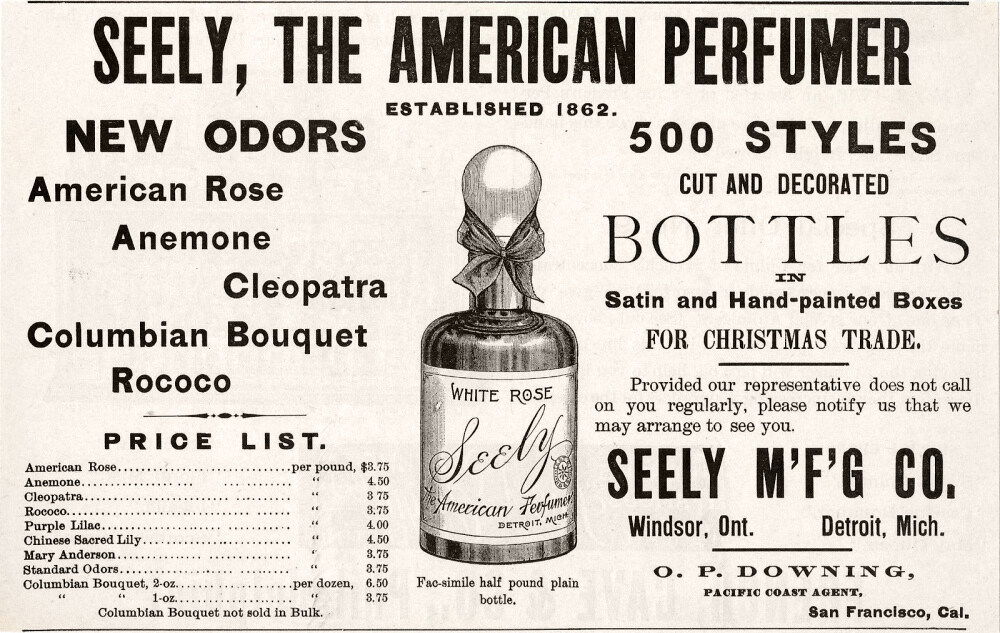 SEELY, THE AMERICAN PERFUMER
ESTABLISHED 1862.
NEW ODORS
American Rose
Anemone
Cleopatra
Columbian Bouquet
Rococo
PRICE LIST.
American Rose..............................per pound, $3.75
Anemone.............................. “ 4.50
Cleopatra.............................. “ 3 75
Rococo.............................. “ 3.75
Purple Lilac.............................. “ 4.00
Chinese Sacred Lily.............................. “ 4.50
Mary Anderson.............................. “ 3.75
Standard Odors.............................. “ 3.75
Columbian Bouquet, 2-oz....................per dozen, 6.50
“ “ 1-oz.................... “ 3.75
Columbian Bouquet not sold in Bulk.
WHITE ROSE
Seely
The American Perfumer
DETROIT, MICH.
Fac-simile half pound plain
bottle.
500 STYLES
CUT AND DECORATED
BOTTLES
IN
Satin and Hand-painted Boxes
FOR CHRISTMAS TRADE.
Provided our representative does not call
on you regularly, please notify us that we
may arrange to see you.
SEELY M’F’G CO.
Windsor, Ont. Detroit, Mich.
O. P. DOWNING,
PACIFIC COAST AGENT,
San Francisco, Cal.